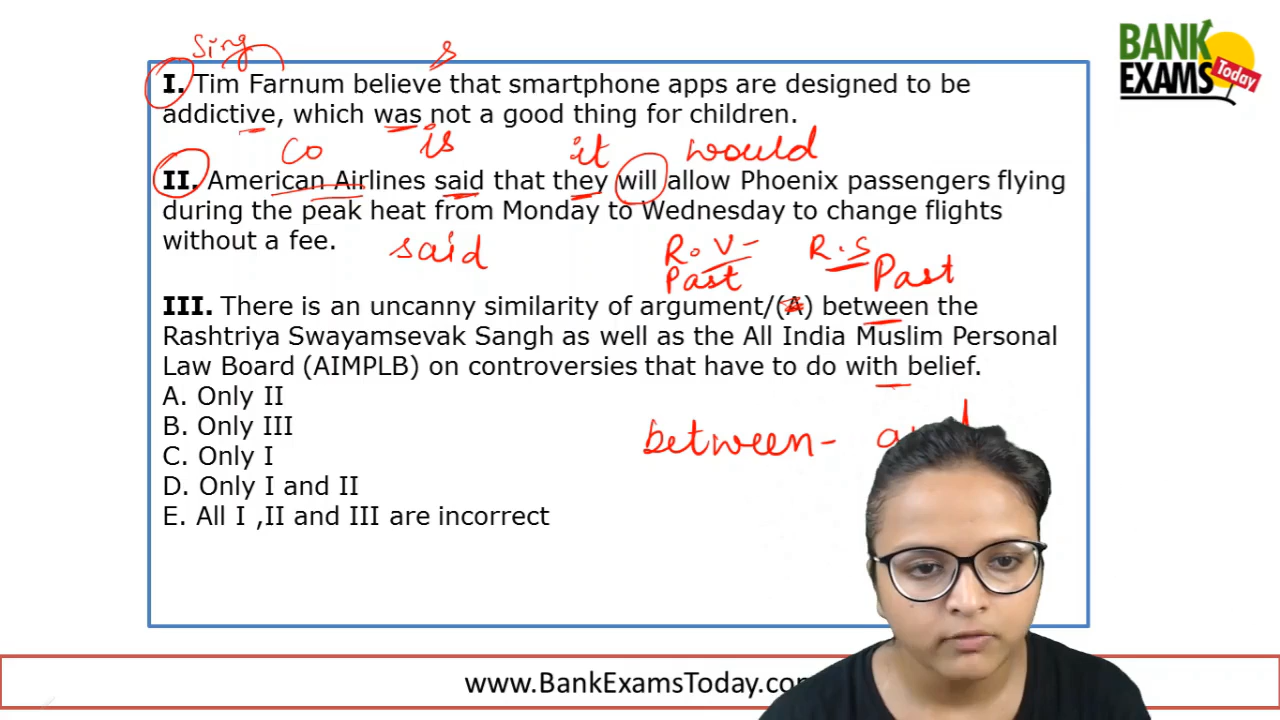 BANK
EXAMS
Today
Sing
s
I. Tim Farnum believe that smartphone apps are designed to be
addictive, which was not a good thing for children.
Co is it would
II. American Airlines said that they will allow Phoenix passengers flying
during the peak heat from Monday to Wednesday to change flights
without a fee.
said R. V- R.S
Past Past
III. There is an uncanny similarity of argument/(A) between the
Rashtriya Swayamsevak Sangh as well as the All India Muslim Personal
Law Board (AIMPLB) on controversies that have to do with belief.
A. Only II
B. Only III
between-
C. Only I
D. Only I and II
E. All I ,II and III are incorrect
www.BankExamsToday.co